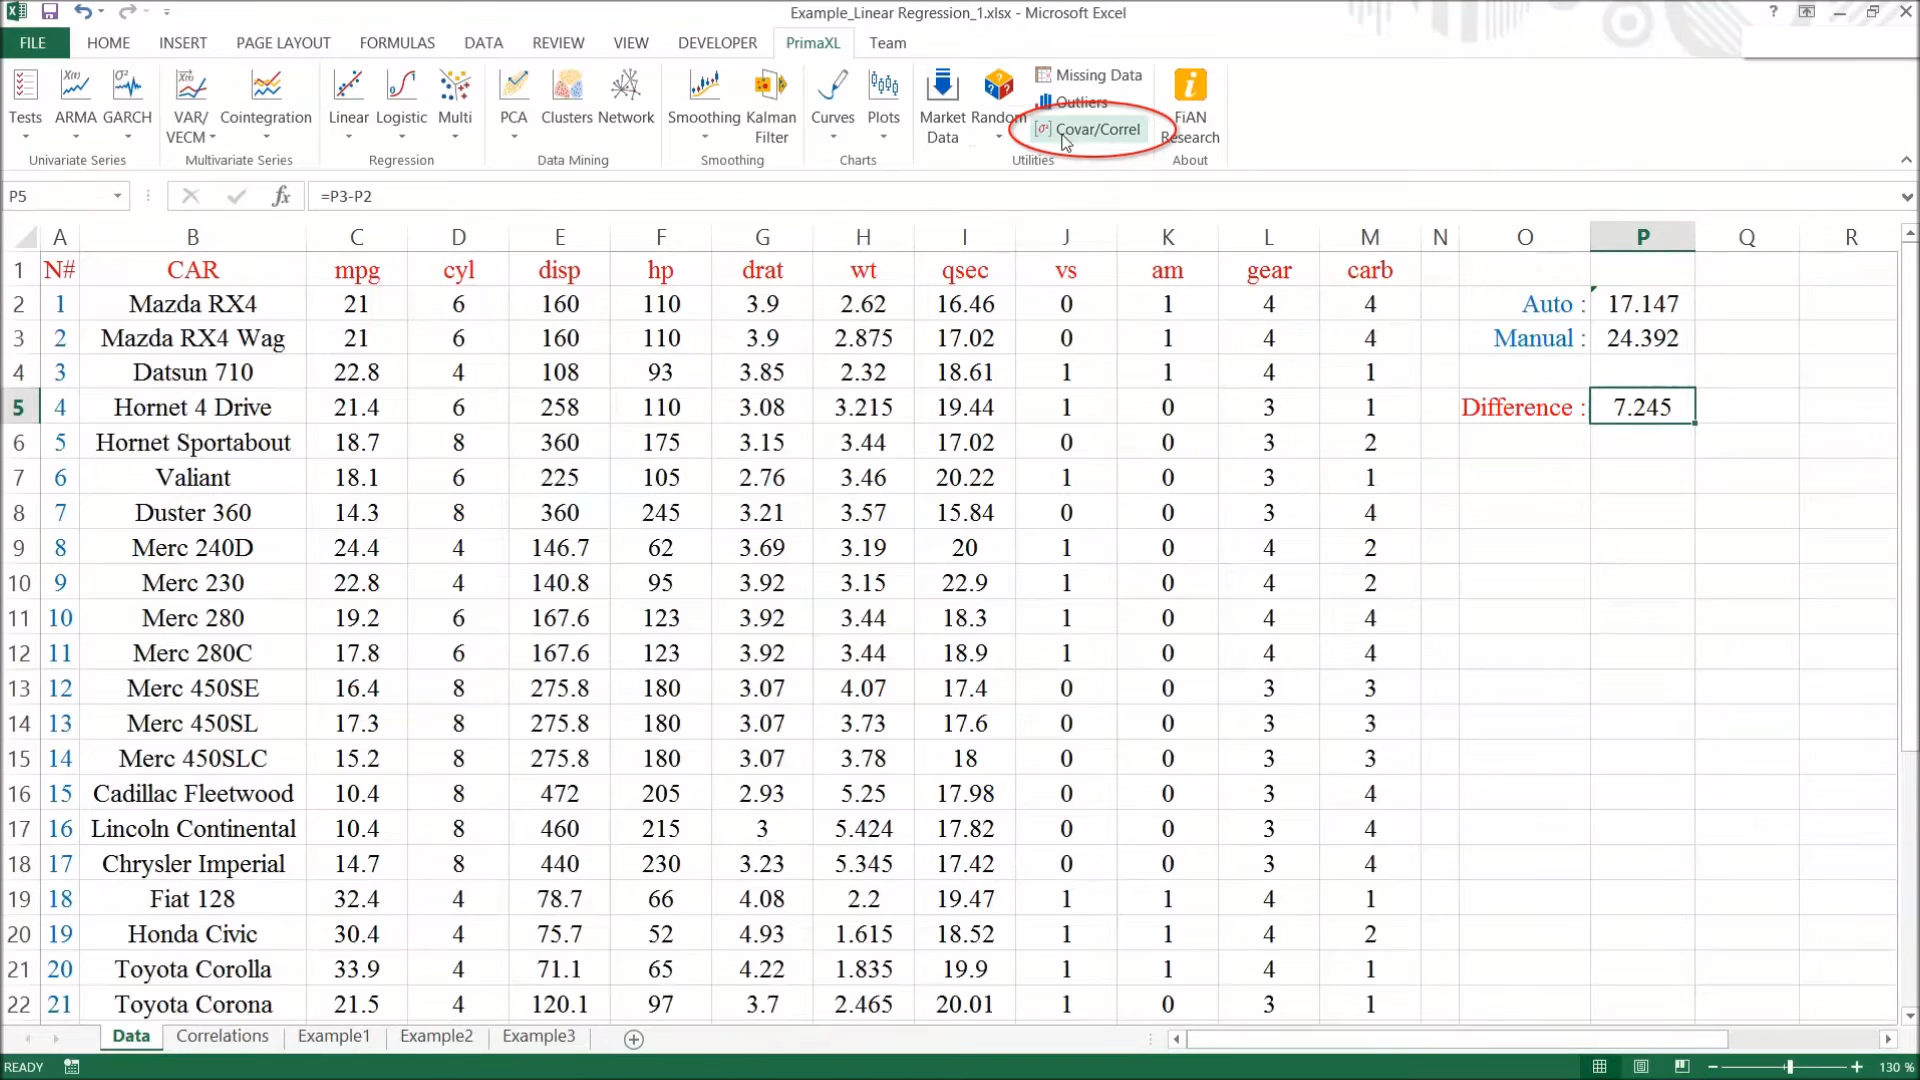 Example_Linear Regression_1.xlsx - Microsoft Excel
FILE HOME INSERT PAGE LAYOUT FORMULAS DATA REVIEW VIEW DEVELOPER PrimaXL Team
Tests ARMA GARCH VAR/ VECM Cointegration Linear Logistic Multi PCA Clusters Network Smoothing Kalman Filter Curves Plots Market Data Random Missing Data Outliers Covar/Correl FiAN Research
Univariate Series Multivariate Series Regression Data Mining Smoothing Charts Utilities About
P5 fx =P3-P2
A B C D E F G H I J K L M N O P Q R
1 N# CAR mpg cyl disp hp drat wt qsec vs am gear carb
2 1 Mazda RX4 21 6 160 110 3.9 2.62 16.46 0 1 4 4 Auto : 17.147
3 2 Mazda RX4 Wag 21 6 160 110 3.9 2.875 17.02 0 1 4 4 Manual : 24.392
4 3 Datsun 710 22.8 4 108 93 3.85 2.32 18.61 1 1 4 1
5 4 Hornet 4 Drive 21.4 6 258 110 3.08 3.215 19.44 1 0 3 1 Difference : 7.245
6 5 Hornet Sportabout 18.7 8 360 175 3.15 3.44 17.02 0 0 3 2
7 6 Valiant 18.1 6 225 105 2.76 3.46 20.22 1 0 3 1
8 7 Duster 360 14.3 8 360 245 3.21 3.57 15.84 0 0 3 4
9 8 Merc 240D 24.4 4 146.7 62 3.69 3.19 20 1 0 4 2
10 9 Merc 230 22.8 4 140.8 95 3.92 3.15 22.9 1 0 4 2
11 10 Merc 280 19.2 6 167.6 123 3.92 3.44 18.3 1 0 4 4
12 11 Merc 280C 17.8 6 167.6 123 3.92 3.44 18.9 1 0 4 4
13 12 Merc 450SE 16.4 8 275.8 180 3.07 4.07 17.4 0 0 3 3
14 13 Merc 450SL 17.3 8 275.8 180 3.07 3.73 17.6 0 0 3 3
15 14 Merc 450SLC 15.2 8 275.8 180 3.07 3.78 18 0 0 3 3
16 15 Cadillac Fleetwood 10.4 8 472 205 2.93 5.25 17.98 0 0 3 4
17 16 Lincoln Continental 10.4 8 460 215 3 5.424 17.82 0 0 3 4
18 17 Chrysler Imperial 14.7 8 440 230 3.23 5.345 17.42 0 0 3 4
19 18 Fiat 128 32.4 4 78.7 66 4.08 2.2 19.47 1 1 4 1
20 19 Honda Civic 30.4 4 75.7 52 4.93 1.615 18.52 1 1 4 2
21 20 Toyota Corolla 33.9 4 71.1 65 4.22 1.835 19.9 1 1 4 1
22 21 Toyota Corona 21.5 4 120.1 97 3.7 2.465 20.01 1 0 3 1
Data Correlations Example1 Example2 Example3
READY 130 %